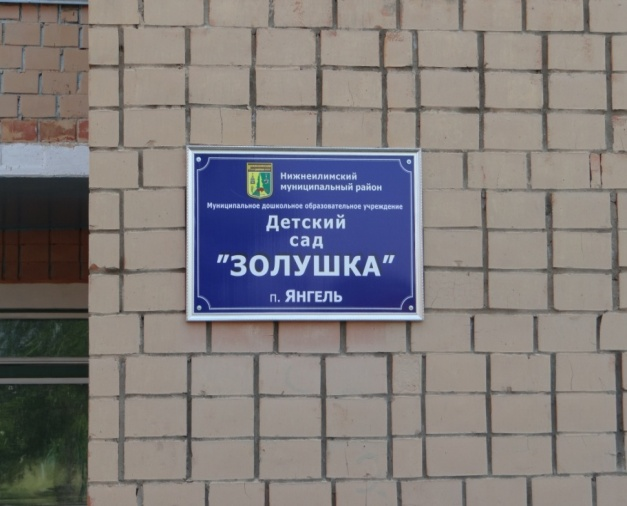 Нижнеилимский
муниципальный район
Муниципальное дошкольное образовательное учреждение
Детский
сад
"ЗОЛУШКА"
п. ЯНГЕЛЬ